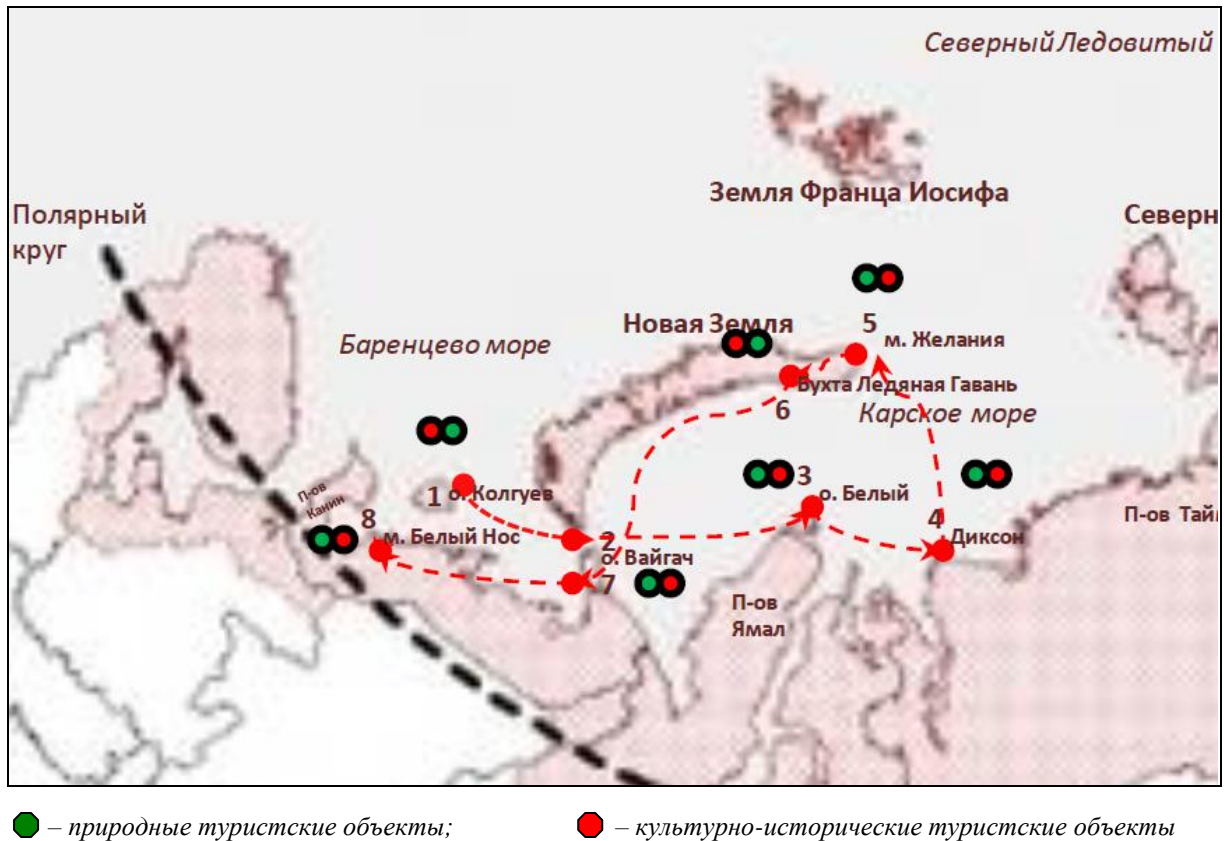 Северный Ледовитый
Земля Франца Иосифа
Полярный
круг
Северн
Новая Земля
5
м. Желания
Баренцево море
Бухта Ледяная Гавань
6
Карское море
П-ов
Канин
1
о. Колгуев
3
о. Белый
8
м. Белый Нос
2
о. Вайгач
7
4
Диксон
П-ов Тай
П-ов
Ямал
– природные туристские объекты;
– культурно-исторические туристские объекты